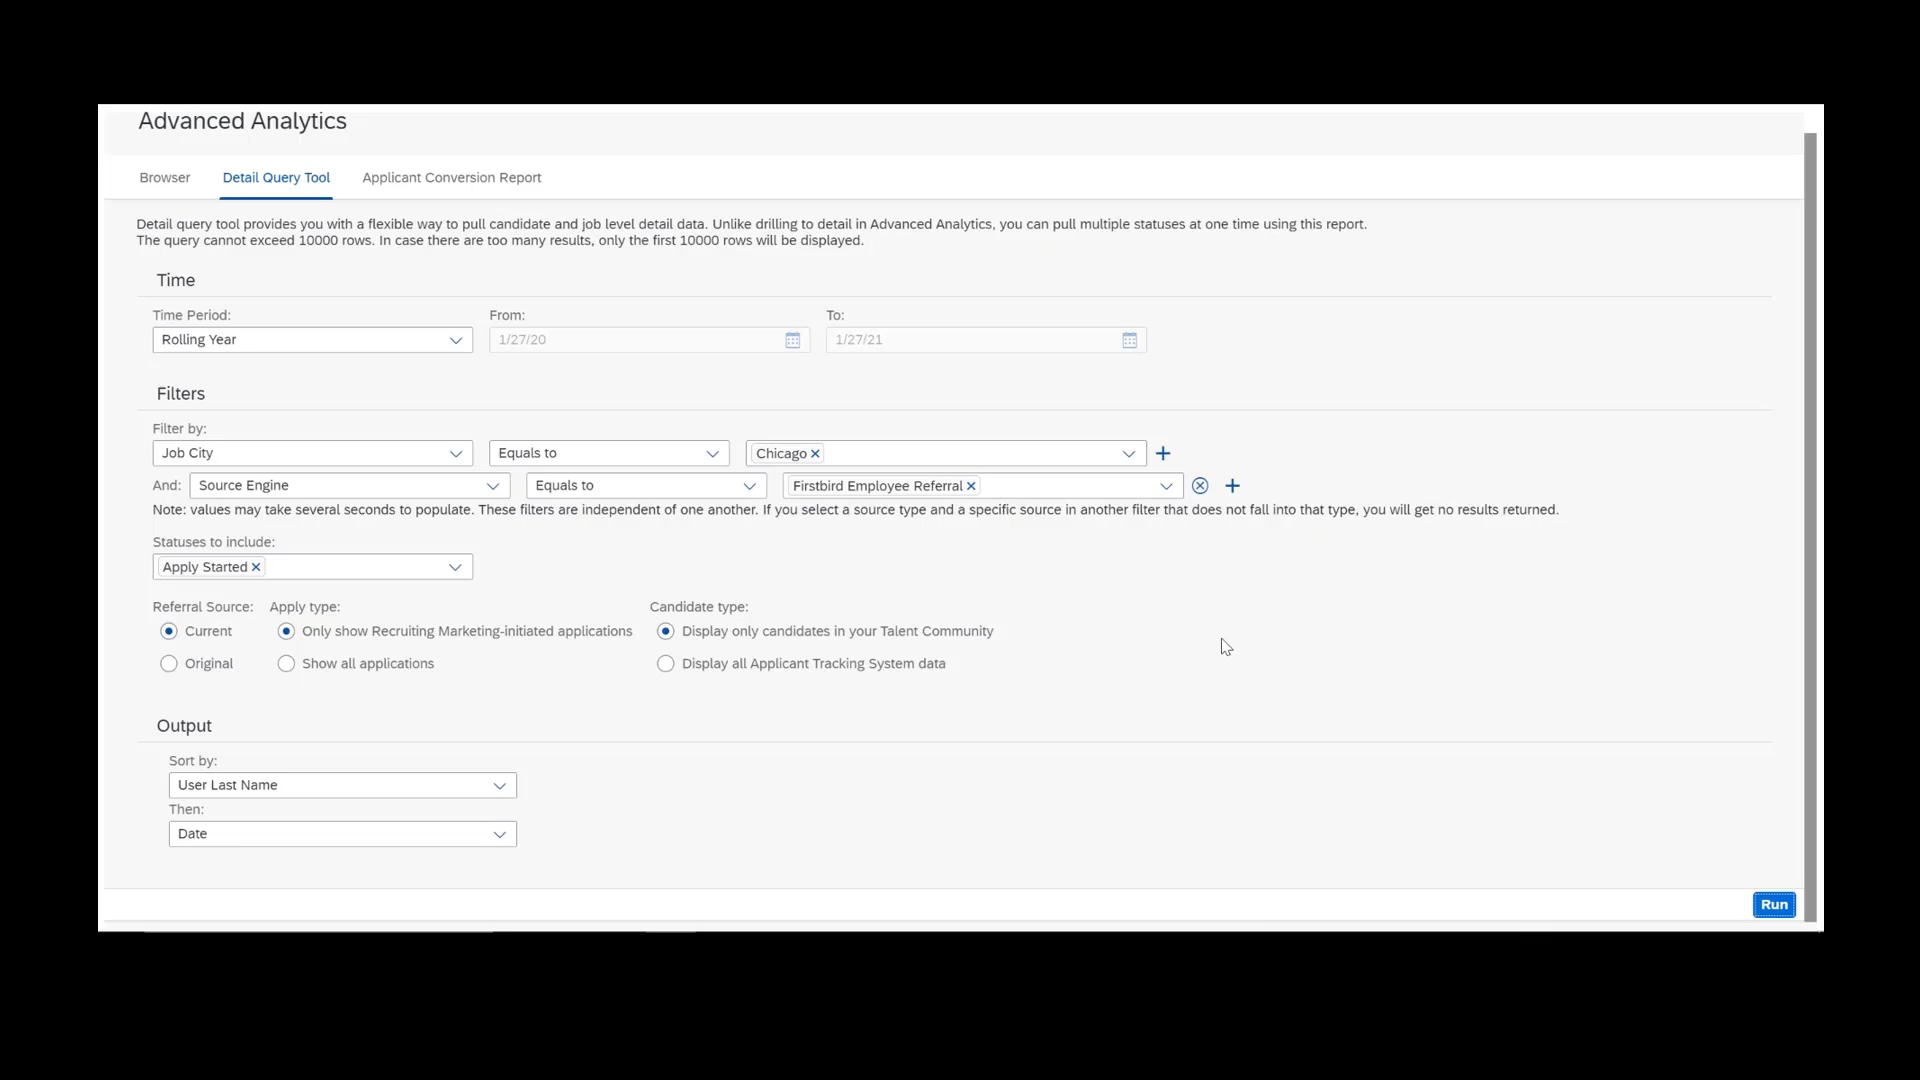 Advanced Analytics
Browser Detail Query Tool Applicant Conversion Report
Detail query tool provides you with a flexible way to pull candidate and job level detail data. Unlike drilling to detail in Advanced Analytics, you can pull multiple statuses at one time using this report.
The query cannot exceed 10000 rows. In case there are too many results, only the first 10000 rows will be displayed.
Time
Time Period: From: To:
Rolling Year 1/27/20 1/27/21
Filters
Filter by:
Job City Equals to Chicago
And: Source Engine Equals to Firstbird Employee Referral
Note: values may take several seconds to populate. These filters are independent of one another. If you select a source type and a specific source in another filter that does not fall into that type, you will get no results returned.
Statuses to include:
Apply Started
Referral Source: Apply type: Candidate type:
Current Only show Recruiting Marketing-initiated applications Display only candidates in your Talent Community
Original Show all applications Display all Applicant Tracking System data
Output
Sort by:
User Last Name
Then:
Date
Run